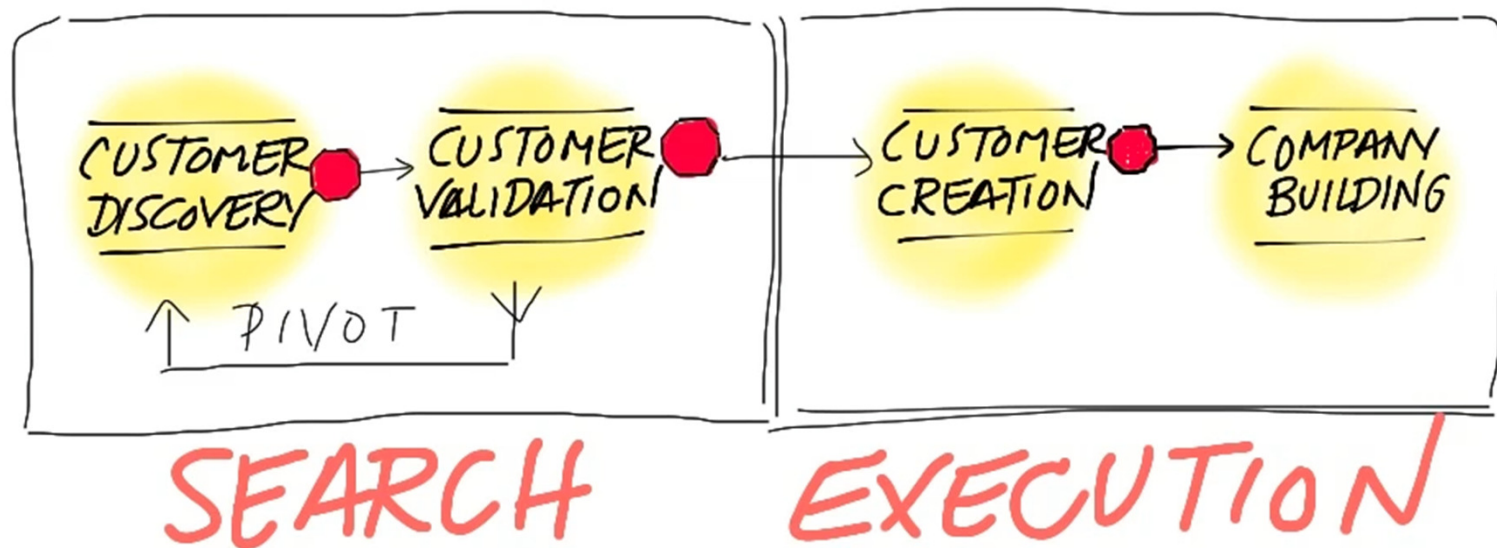 CUSTOMER
DISCOVERY
CUSTOMER
VALIDATION
PIVOT
CUSTOMER
CREATION
COMPANY
BUILDING
SEARCH
EXECUTION